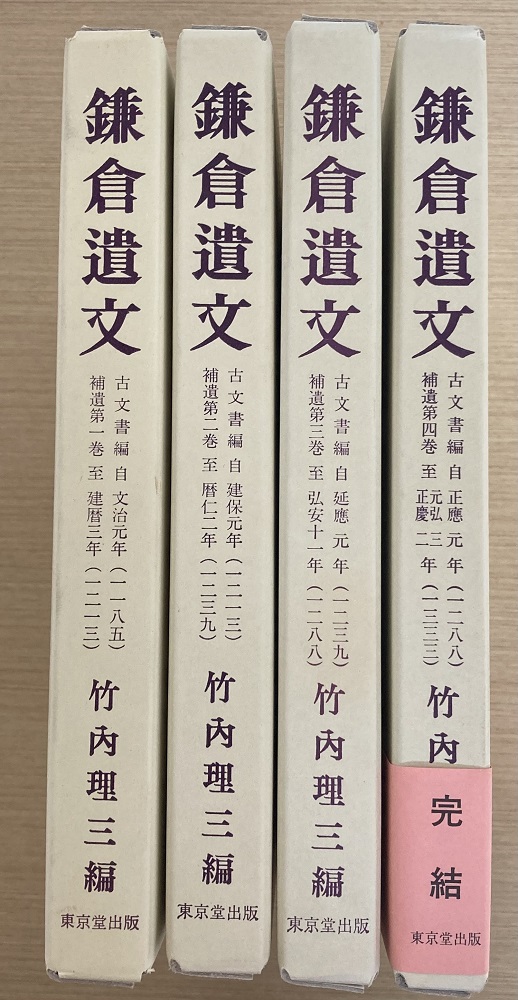 鎌倉遺文
古文書編 自 文治元年（一一八五）
補遺第一巻 至 建暦三年（一二一三）
竹內理三編
東京堂出版
鎌倉遺文
古文書編 自 建保元年（一二一三）
補遺第二巻 至 暦仁二年（一二三九）
竹內理三編
東京堂出版
鎌倉遺文
古文書編 自 延應元年（一二三九）
補遺第三巻 至 弘安十一年（一二八八）
竹內理三編
東京堂出版
鎌倉遺文
古文書編 自 正應元年（一二八八）
補遺第四巻 至 元弘三 正慶二 年（一三三三）
竹內
完結
東京堂出版